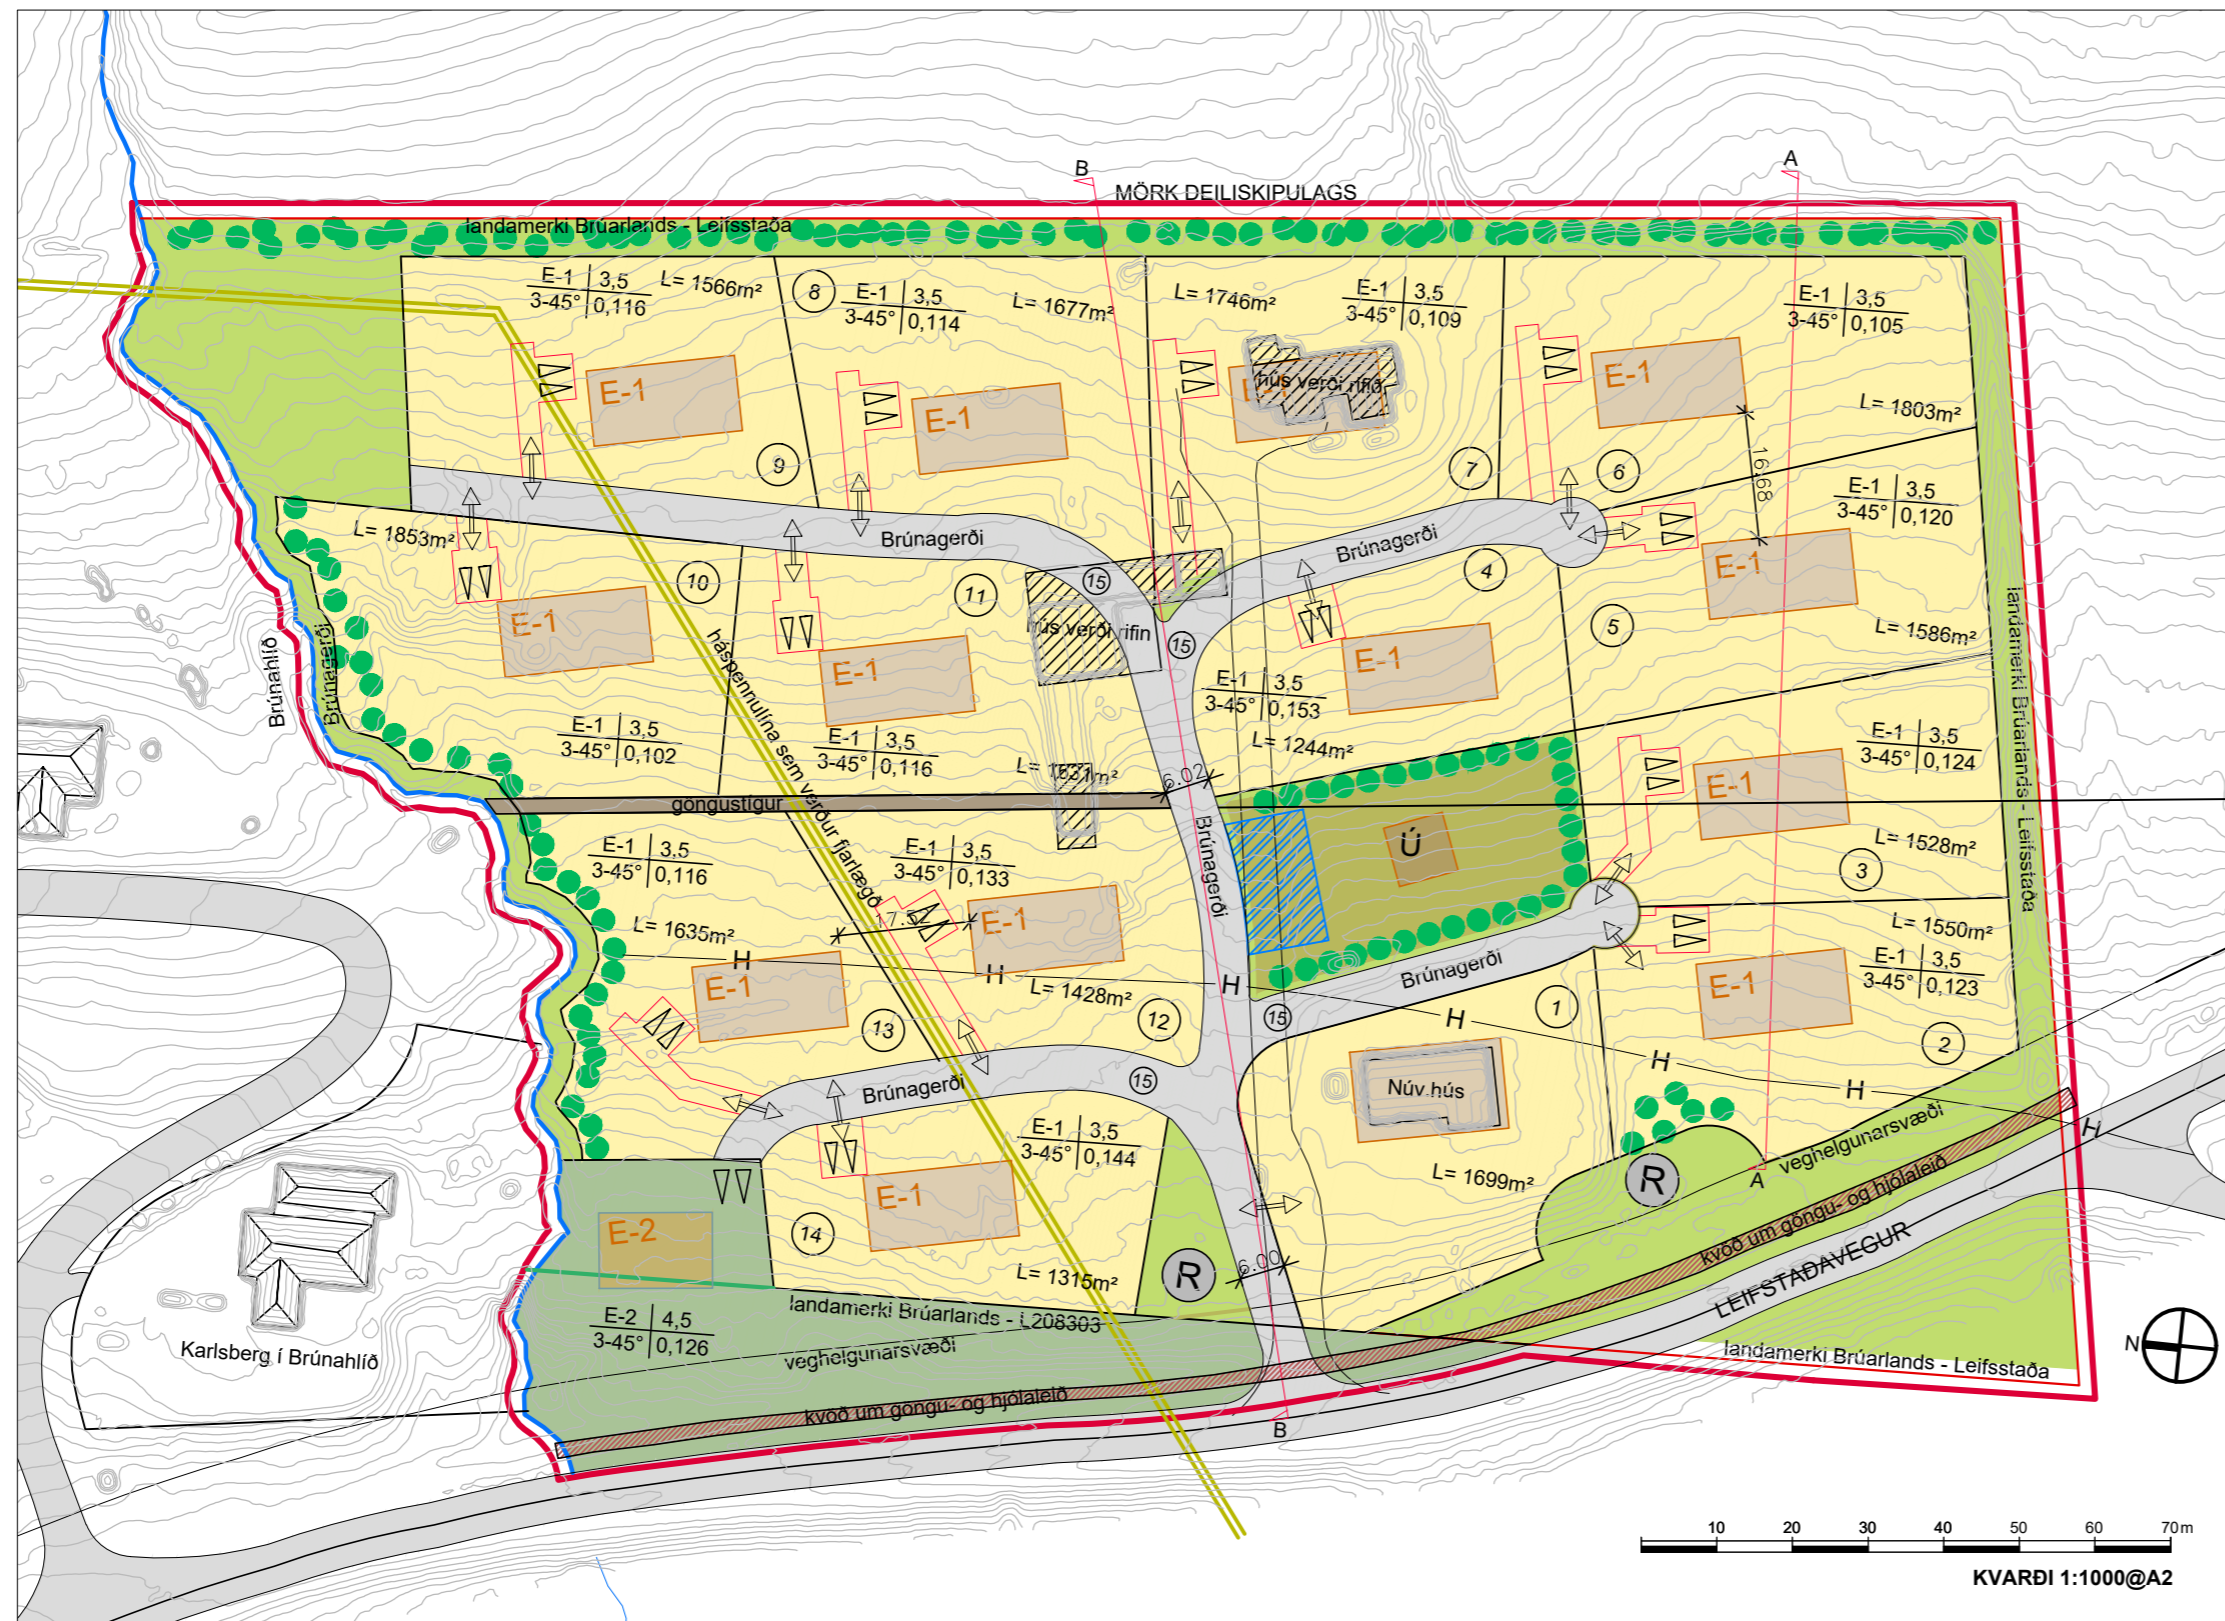 B
A
MÖRK DEILISKIPULAGS
landamerki Brúarlands - Leifsstaða
E-1 3,5
3-45° 0,116
L= 1566m²
8
E-1 3,5
3-45° 0,114
L= 1677m²
L= 1746m²
E-1 3,5
3-45° 0,109
E-1 3,5
3-45° 0,105
E-1
E-1
E-1
hús verði rifið
E-1
L= 1803m²
9
7
6
16.68
E-1 3,5
3-45° 0,120
L= 1853m²
Brúnagerði
Brúnagerði
10
11
15
4
E-1
5
E-1
E-1
hús verði rifin
15
E-1
L= 1586m²
Brúnahlíð
Brúnagerði
háspennulína sem verður fjarlægð
landamerki Brúarlands - Leifsstaða
E-1 3,5
3-45° 0,153
L= 1244m²
E-1 3,5
3-45° 0,102
E-1 3,5
3-45° 0,116
L= 1531m²
6.02
E-1 3,5
3-45° 0,124
E-1
göngustígur
Brúnagerði
Ú
L= 1528m²
3
E-1 3,5
3-45° 0,116
E-1 3,5
3-45° 0,133
L= 1635m²
E-1
L= 1550m²
E-1 3,5
3-45° 0,123
H
H
H
H
H
H
H
E-1
L= 1428m²
Brúnagerði
E-1
13
12
15
1
2
Brúnagerði
15
Núv.hús
E-1 3,5
3-45° 0,144
L= 1699m²
veghelgunarsvæði
R
A
E-1
E-2
14
L= 1315m²
R
6.00
kvöð um göngu- og hjólaleið
LEIFSTAÐAVEGUR
landamerki Brúarlands - L208303
E-2 4,5
3-45° 0,126
veghelgunarsvæði
Karlsberg í Brúnahlíð
landamerki Brúarlands - Leifsstaða
N
kvöð um göngu- og hjólaleið
B
10 20 30 40 50 60 70m
KVARÐI 1:1000@A2